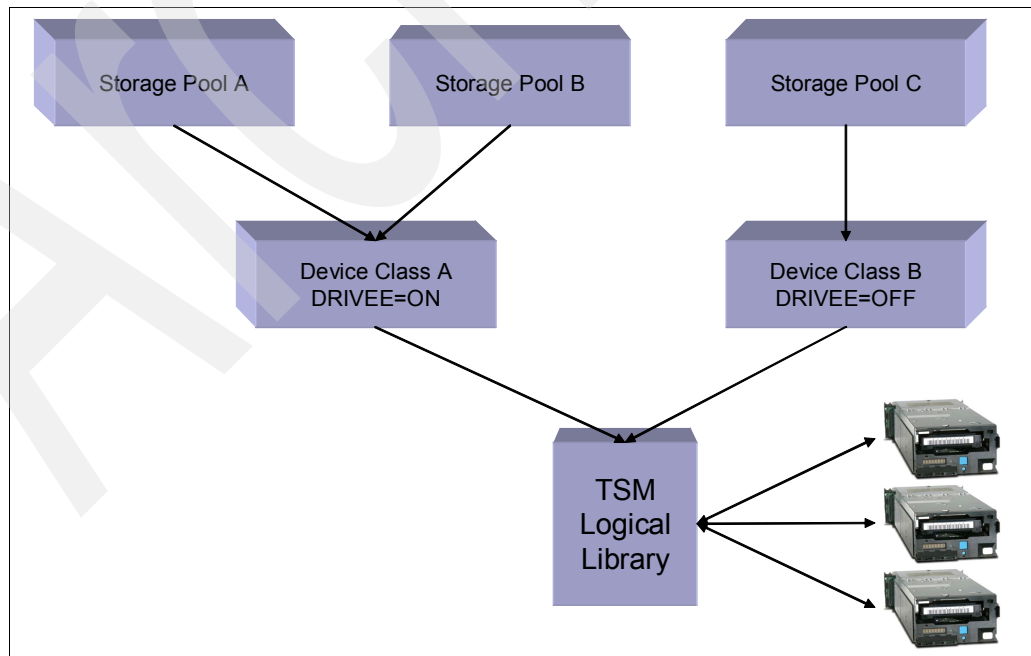 Storage Pool A
Storage Pool B
Storage Pool C
Device Class A
DRIVEE=ON
Device Class B
DRIVEE=OFF
TSM
Logical
Library